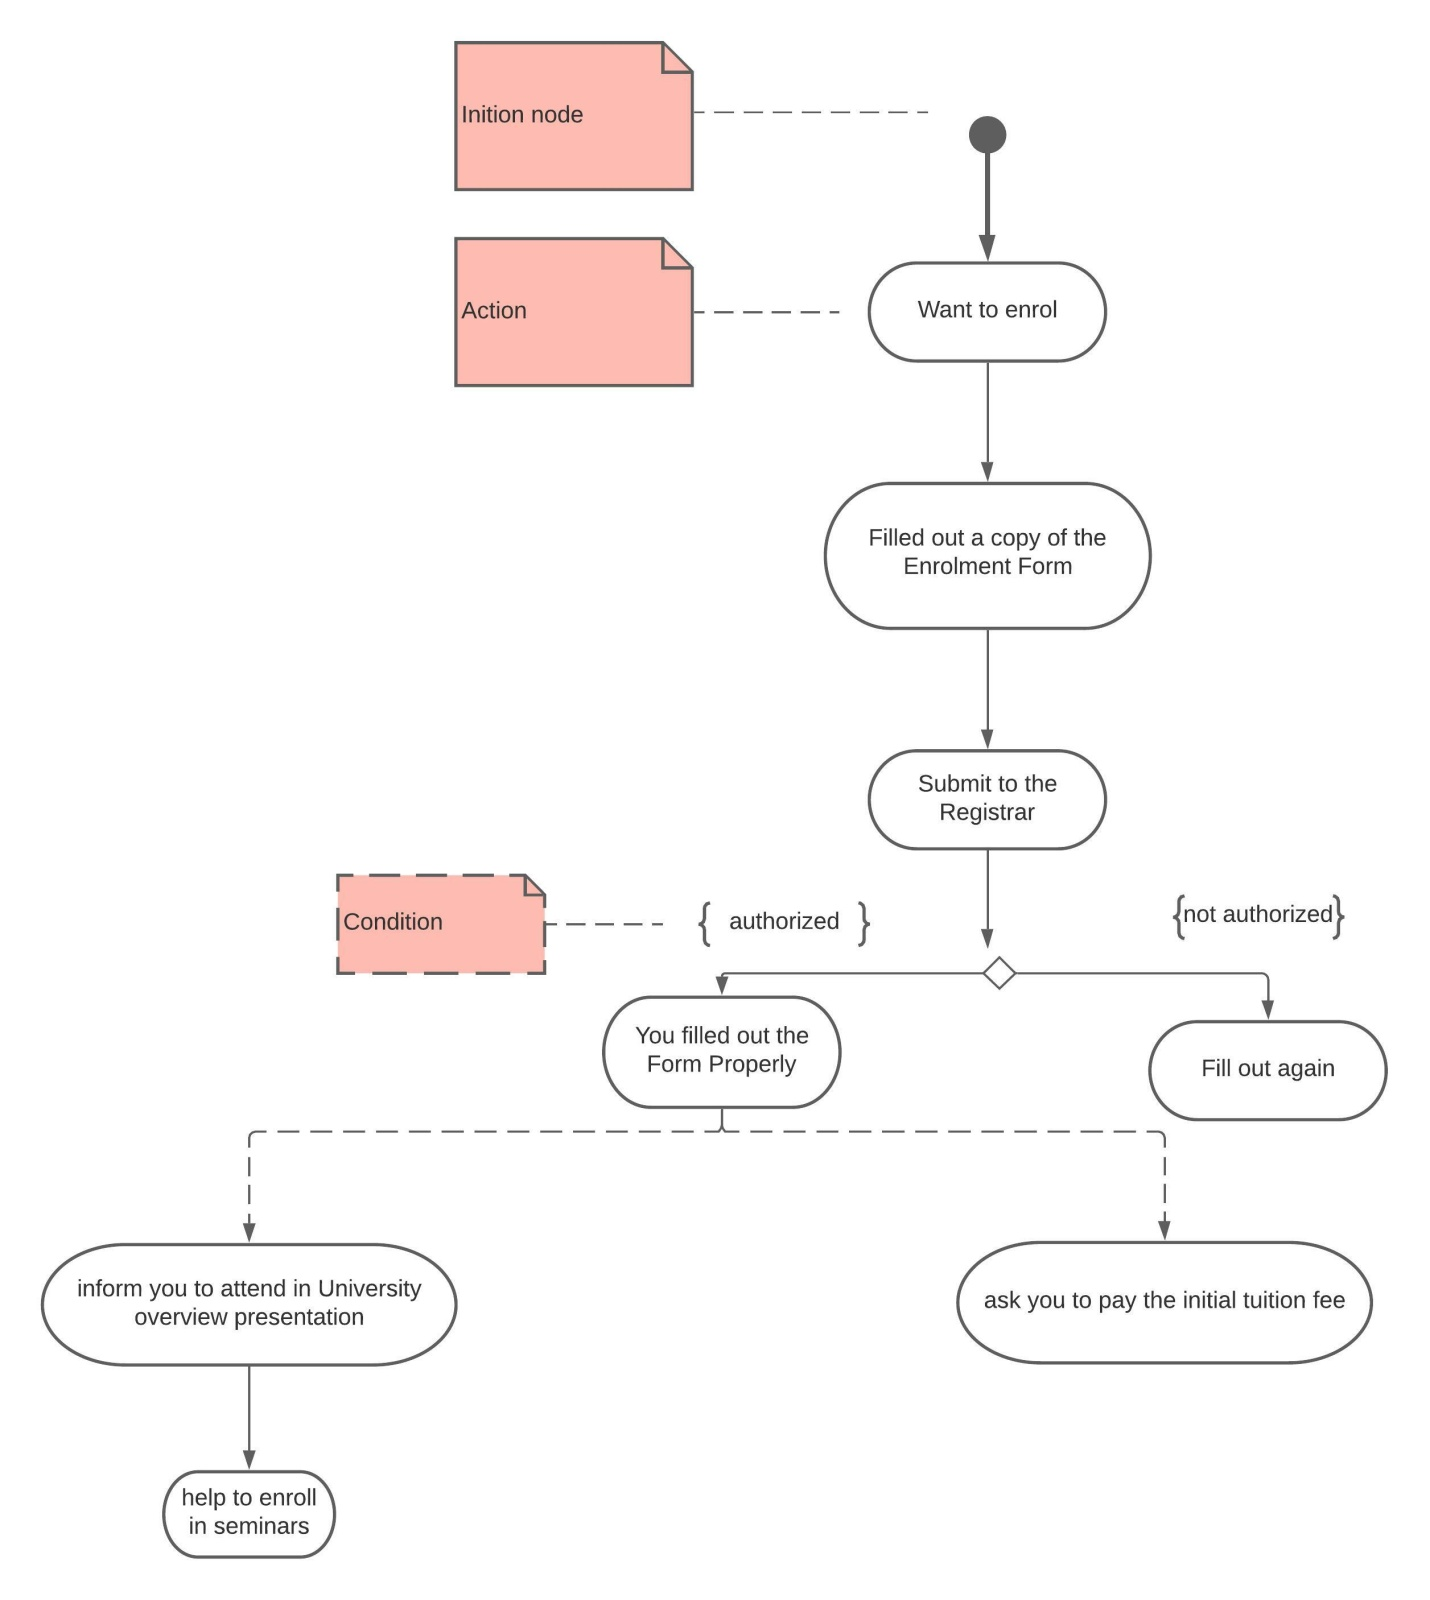 Inition node
Action
Want to enrol
Filled out a copy of the
Enrolment Form
Submit to the
Registrar
Condition
{ authorized }
{not authorized}
You filled out the
Form Properly
Fill out again
inform you to attend in University
overview presentation
ask you to pay the initial tuition fee
help to enroll
in seminars